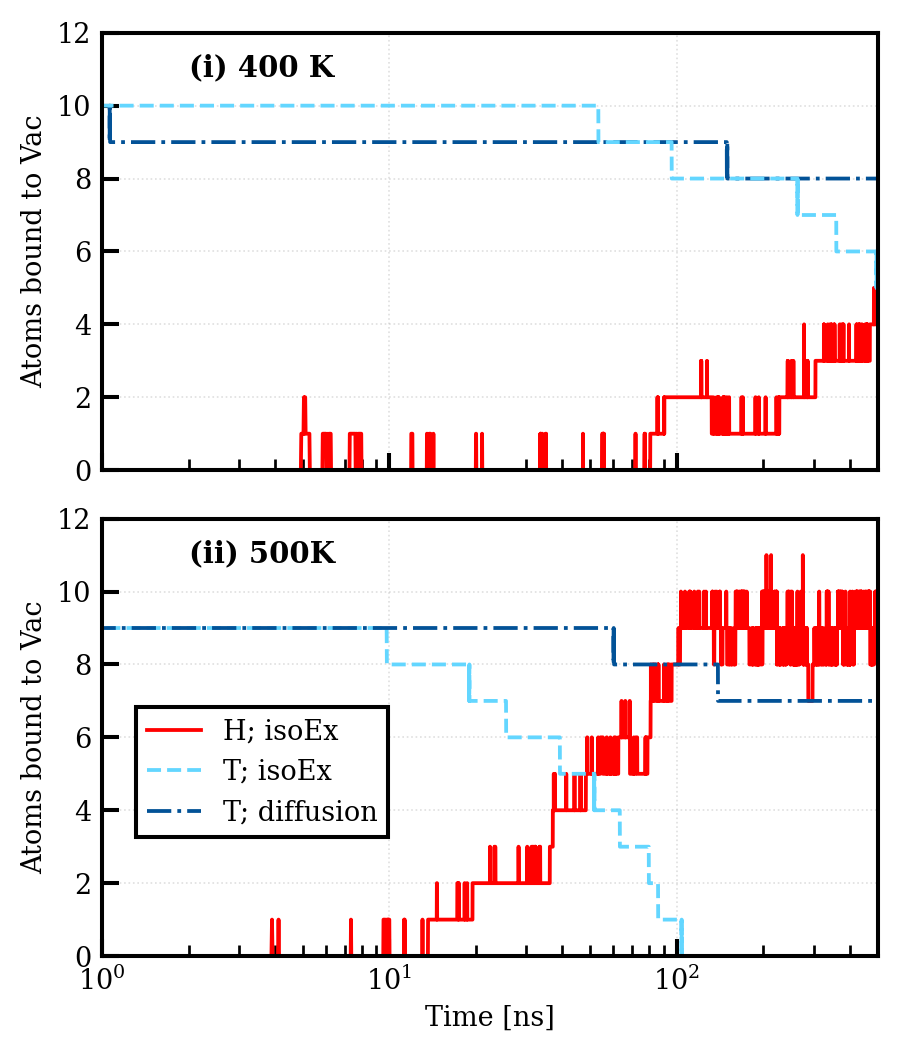 12
10
8
6
4
2
0
Atoms bound to Vac
(i) 400 K
12
10
8
6
4
2
0
Atoms bound to Vac
(ii) 500K
H; isoEx
T; isoEx
T; diffusion
10⁰ 10¹ 10²
Time [ns]